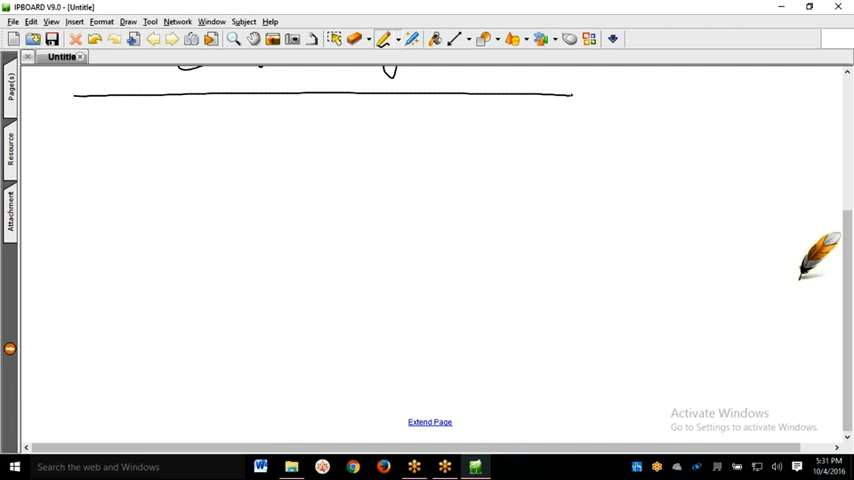 IPBOARD V9.0 - [Untitle]
File Edit View Insert Format Draw Tool Network Window Subject Help
Untitle
Page(s)
Resource
Attachment
Extend Page
Activate Windows
Go to Settings to activate Windows.
Search the web and Windows
5:31 PM
10/4/2016